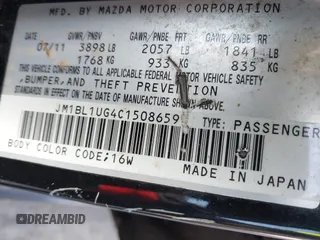 MFD. BY MAZDA MOTOR CORPORATION
DATE GVWR/PNBV GAWR/PNBE FRT GAWR/PNBE RR
07/11 3898 LB 2057 LB 1841 LB
1768 KG 933 KG 835 KG
THIS VEHICLE CONFORMS TO ALL APPLICABLE FEDERAL MOTOR VEHICLE SAFETY
, BUMPER, AND THEFT PREVENTION STANDARDS IN EFFECT ON THE
DATE OF MANUFACTURE SHOWN ABOVE.
JM1BL1UG4C1508659 TYPE: PASSENGER
BODY COLOR CODE;16W MADE IN JAPAN
DREAMBID